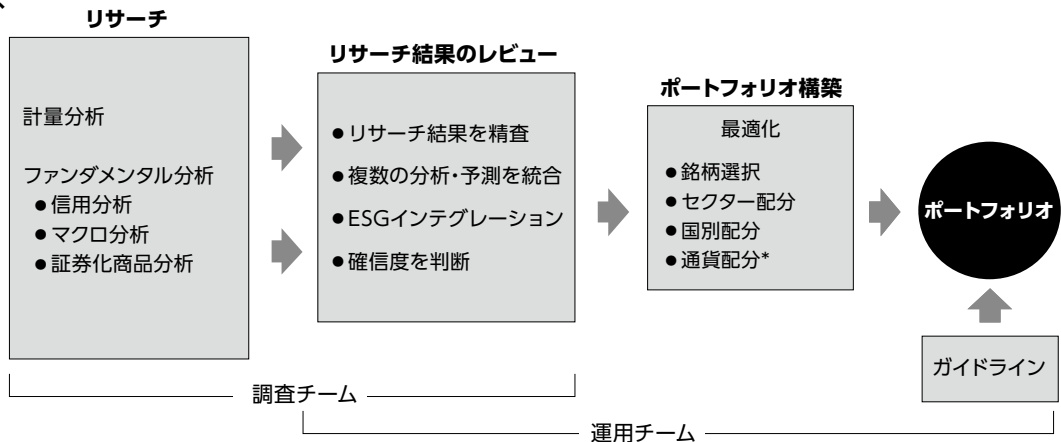 リサーチ
計量分析
ファンダメンタル分析
●信用分析
●マクロ分析
●証券化商品分析
リサーチ結果のレビュー
●リサーチ結果を精査
●複数の分析・予測を統合
●ESGインテグレーション
●確信度を判断
ポートフォリオ構築
最適化
●銘柄選択
●セクター配分
●国別配分
●通貨配分*
ポートフォリオ
ガイドライン
調査チーム
運用チーム